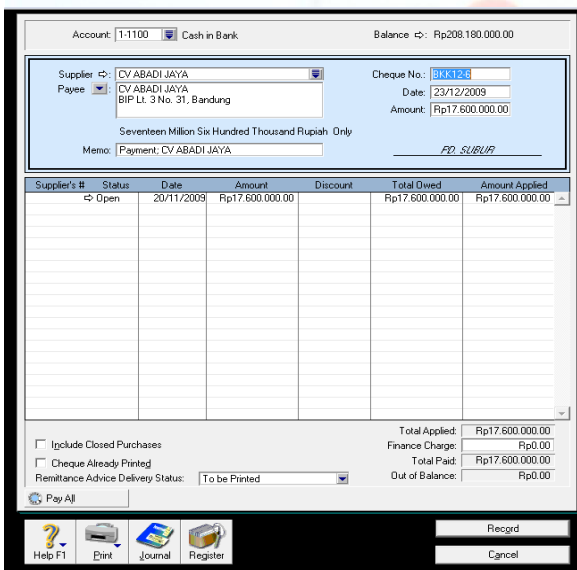 Account: 1-1100 Cash in Bank Balance ⇨: Rp208.180.000.00
Supplier ⇨: CV ABADI JAYA Cheque No.: BKK12-6
Payee : CV ABADI JAYA Date: 23/12/2009
BIP Lt. 3 No. 31, Bandung Amount: Rp17.600.000.00
Seventeen Million Six Hundred Thousand Rupiah Only
Memo: Payment; CV ABADI JAYA PD. SUBUR
Supplier's # Status Date Amount Discount Total Owed Amount Applied
⇨ Open 20/11/2009 Rp17.600.000.00 Rp17.600.000.00 Rp17.600.000.00
Total Applied: Rp17.600.000.00
Include Closed Purchases Finance Charge: Rp0.00
Cheque Already Printed Total Paid: Rp17.600.000.00
Remittance Advice Delivery Status: To be Printed Out of Balance: Rp0.00
Pay All
Help F1 Print Journal Register
Record
Cancel